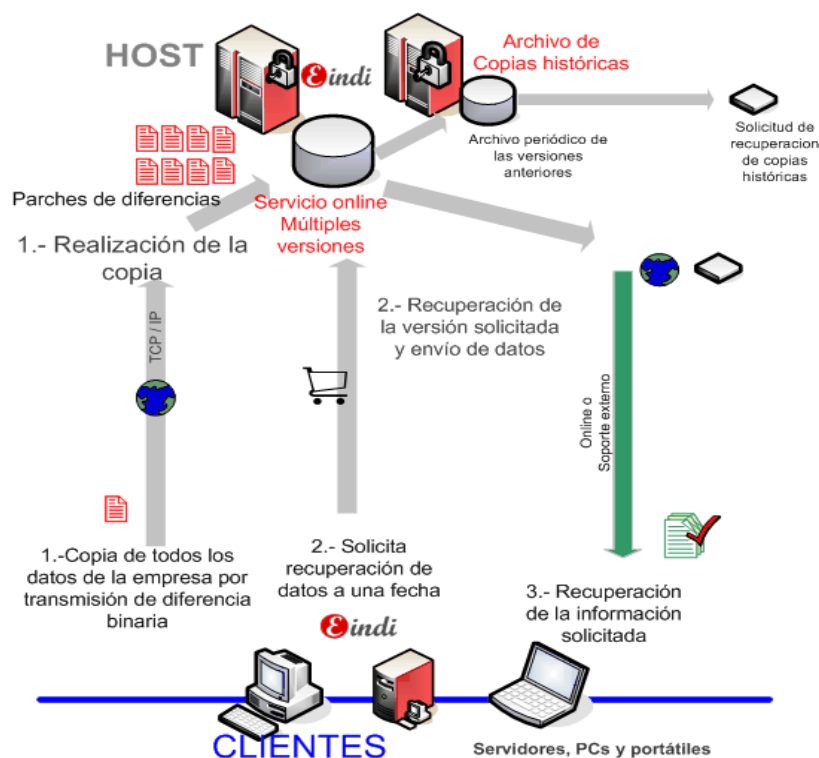 HOST
eindi
Archivo de
Copias históricas
Archivo periódico de
las versiones
anteriores
Solicitud de
recuperacion
de copias
históricas
Parches de diferencias
Servicio online
Múltiples
versiones
1.- Realización de la
copia
TCP / IP
2.- Recuperación de
la versión solicitada
y envío de datos
Online o
Soporte externo
1.-Copia de todos los
datos de la empresa por
transmisión de diferencia
binaria
2.- Solicita
recuperación de
datos a una fecha
3.- Recuperación
de la información
solicitada
eindi
CLIENTES
Servidores, PCs y portátiles